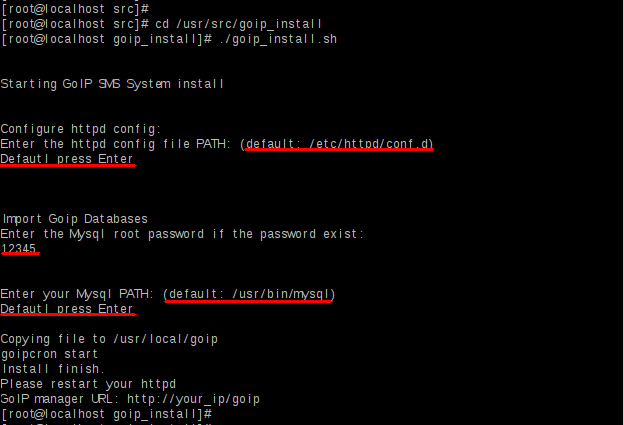 [root@localhost src]#
[root@localhost src]# cd /usr/src/goip_install
[root@localhost goip_install]# ./goip_install.sh
Starting GoIP SMS System install
Configure httpd config:
Enter the httpd config file PATH: (default: /etc/httpd/conf.d)
Defautl press Enter
Import Goip Databases
Enter the Mysql root password if the password exist:
12345
Enter your Mysql PATH: (default: /usr/bin/mysql)
Defautl press Enter
Copying file to /usr/local/goip
goipcron start
Install finish.
Please restart your httpd
GoIP manager URL: http://your_ip/goip
[root@localhost goip_install]#
[root@localhost goip_install]#